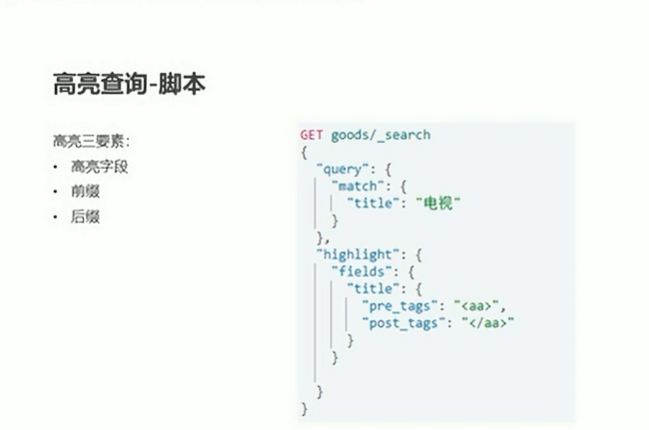 高亮查询-脚本
高亮三要素：
• 高亮字段
• 前缀
• 后缀
GET goods/_search
{
  "query": {
    "match": {
      "title": "电视"
    }
  },
  "highlight": {
    "fields": {
      "title": {
        "pre_tags": "<aa>",
        "post_tags": "</aa>"
      }
    }
  }
}